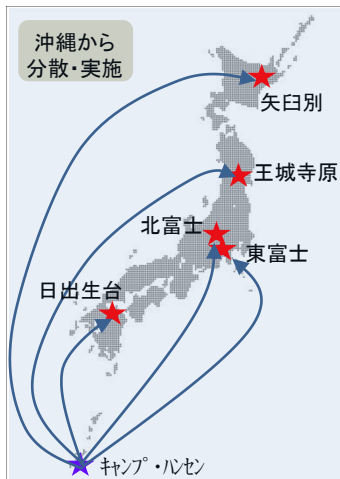 沖縄から
分散・実施
矢臼別
王城寺原
北富士
東富士
日出生台
ｷｬﾝﾌﾟ・ﾊﾝｾﾝ